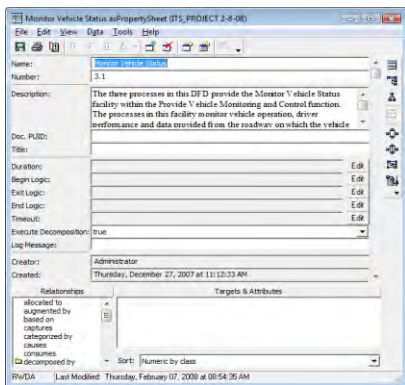 Monitor Vehicle Status asPropertySheet (ITS_PROJECT 2-8-08)
File Edit View Data Tools Help
Name: Monitor Vehicle Status
Number: 3.1
Description: The three processes in this DFD provide the Monitor Vehicle Status
facility within the Provide Vehicle Monitoring and Control function.
The processes in this facility monitor vehicle operation, driver
performance and data provided from the roadway on which the vehicle
Doc. PUID:
Title:
Duration: Edit
Begin Logic: Edit
Exit Logic: Edit
End Logic: Edit
Timeout: Edit
Execute Decomposition: true
Log Message:
Creator: Administrator
Created: Thursday, December 27, 2007 at 11:12:33 AM
Relationships Targets & Attributes
allocated to
augmented by
based on
captures
categorized by
causes
consumes
decomposed by
Sort: Numeric by class
RWDA Last Modified: Thursday, February 07, 2008 at 08:54:35 AM